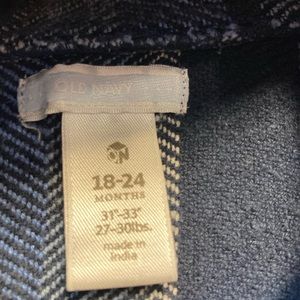 OLD NAVY
ON
18-24
MONTHS
31"-33"
27-30lbs.
made in
india